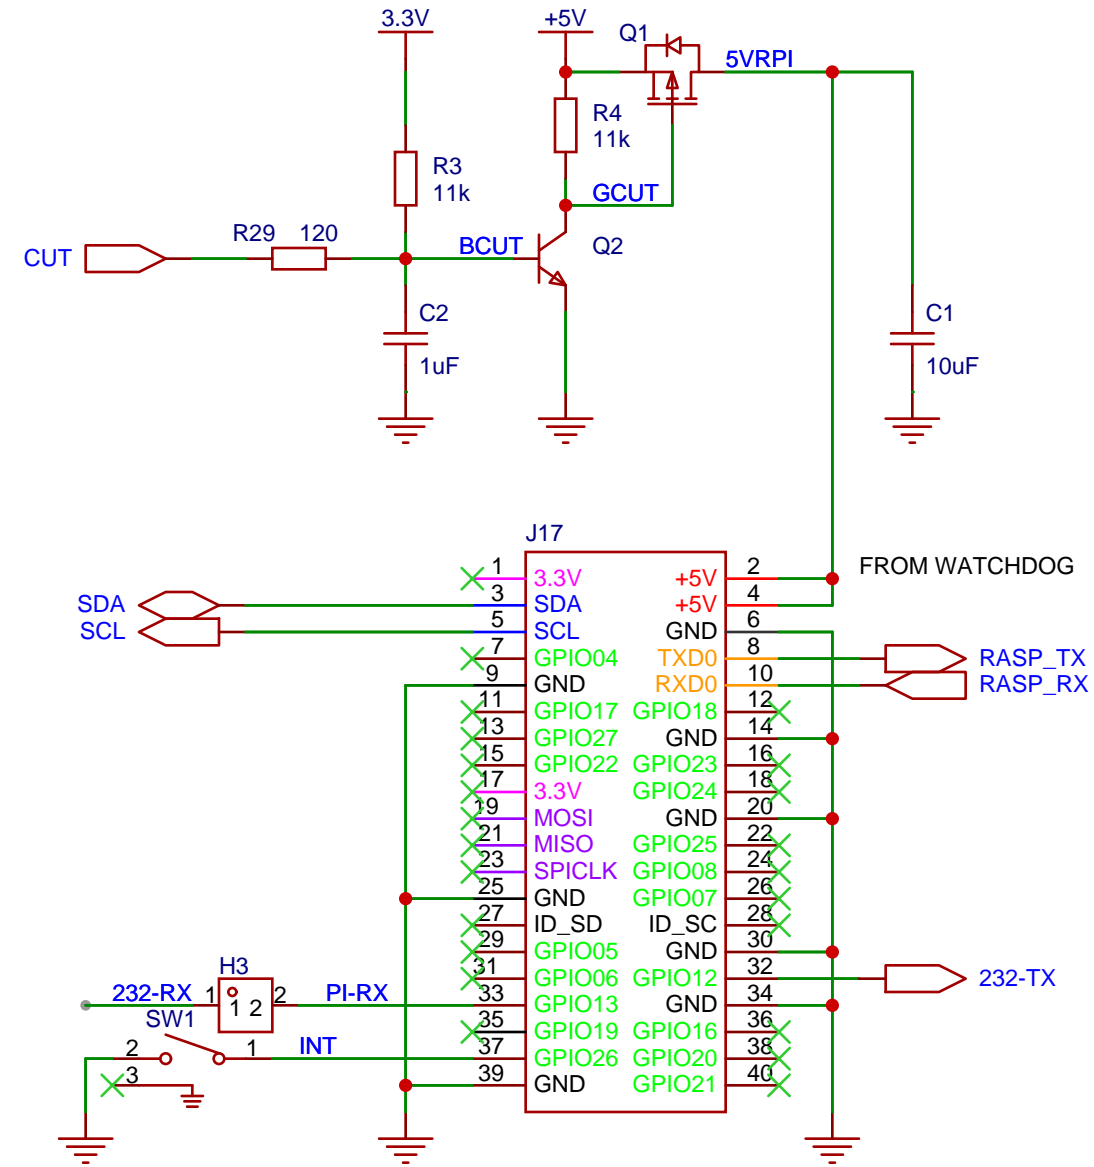 3.3V
+5V
Q1
5VRPI
R4
11k
R3
11k
GCUT
R29 120
BCUT
Q2
CUT
C2
1uF
C1
10uF
J17
FROM WATCHDOG
1 3.3V +5V 2
SDA 3 SDA +5V 4
SCL 5 SCL GND 6
7 GPIO04 TXD0 8 RASP_TX
9 GND RXD0 10 RASP_RX
11 GPIO17 GPIO18 12
13 GPIO27 GND 14
15 GPIO22 GPIO23 16
17 3.3V GPIO24 18
19 MOSI GND 20
21 MISO GPIO25 22
23 SPICLK GPIO08 24
25 GND GPIO07 26
27 ID_SD ID_SC 28
29 GPIO05 GND 30
31 GPIO06 GPIO12 32 232-TX
H3
232-RX 1 1 2 2 PI-RX 33 GPIO13 GND 34
SW1
35 GPIO19 GPIO16 36
2 1 INT 37 GPIO26 GPIO20 38
3 39 GND GPIO21 40